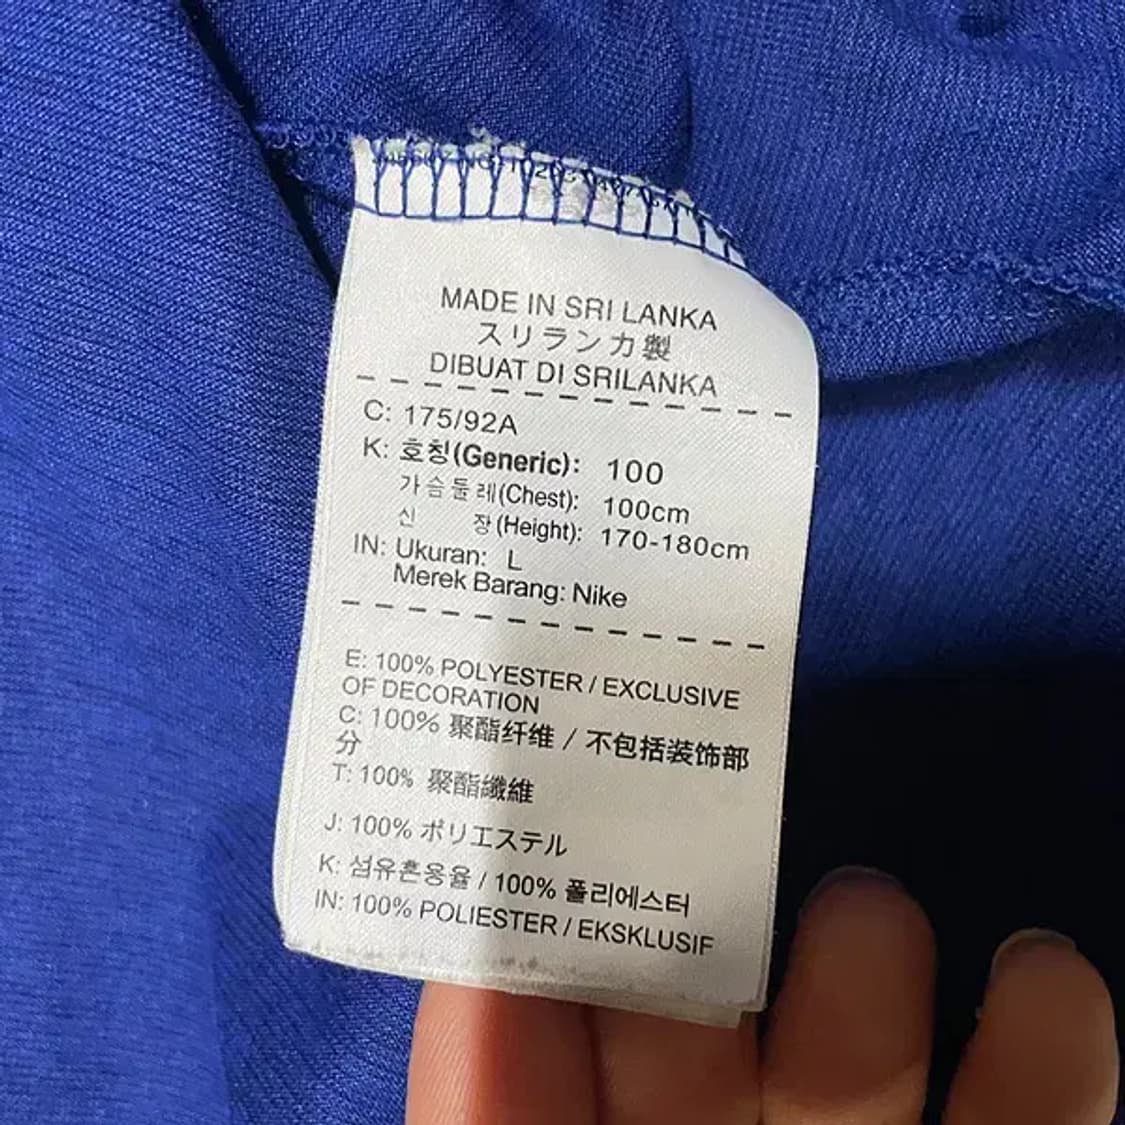 MADE IN SRI LANKA
スリランカ製
DIBUAT DI SRILANKA
C: 175/92A
K: 호칭(Generic): 100
가슴둘레(Chest): 100cm
신 장(Height): 170-180cm
IN: Ukuran: L
Merek Barang: Nike
E: 100% POLYESTER / EXCLUSIVE
OF DECORATION
C: 100% 聚酯纤维 / 不包括装饰部
分
T: 100% 聚酯纖維
J: 100% ポリエステル
K: 섬유혼용율 / 100% 폴리에스터
IN: 100% POLIESTER / EKSKLUSIF